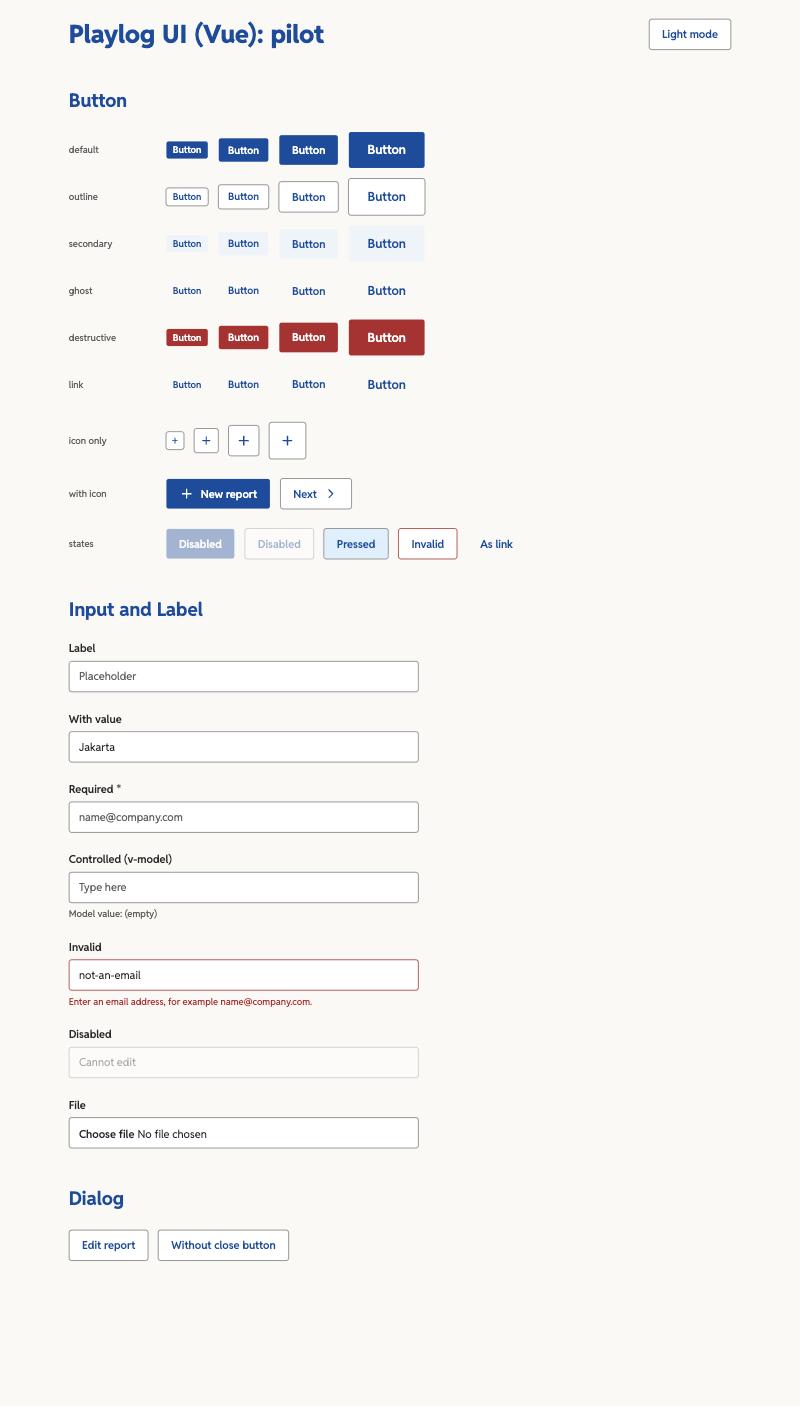 Playlog UI (Vue): pilot
Light mode
Button
default Button Button Button Button
outline Button Button Button Button
secondary Button Button Button Button
ghost Button Button Button Button
destructive Button Button Button Button
link Button Button Button Button
icon only + + + +
with icon + New report Next >
states Disabled Disabled Pressed Invalid As link
Input and Label
Label
Placeholder
With value
Jakarta
Required *
name@company.com
Controlled (v-model)
Type here
Model value: (empty)
Invalid
not-an-email
Enter an email address, for example name@company.com.
Disabled
Cannot edit
File
Choose file No file chosen
Dialog
Edit report Without close button